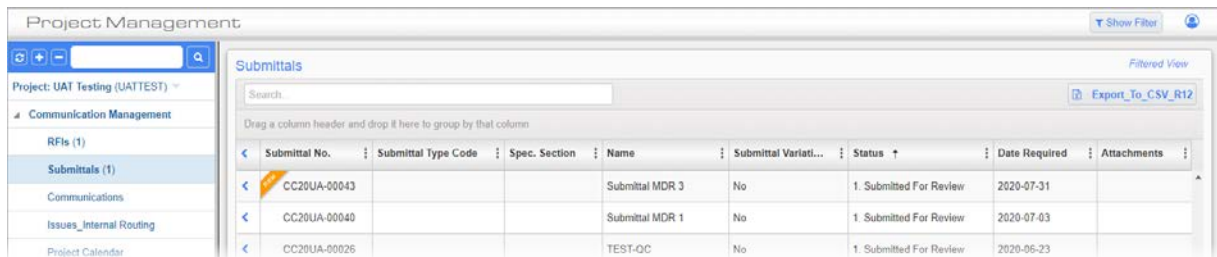 Project Management
Show Filter
Project: UAT Testing (UATTEST)
Communication Management
RFIs (1)
Submittals (1)
Communications
Issues_Internal Routing
Project Calendar
Submittals
Filtered View
Search...
Export_To_CSV_R12
Drag a column header and drop it here to group by that column
Submittal No. Submittal Type Code Spec. Section Name Submittal Variati... Status ↑ Date Required Attachments
New CC20UA-00043 Submittal MDR 3 No 1. Submitted For Review 2020-07-31
CC20UA-00040 Submittal MDR 1 No 1. Submitted For Review 2020-07-03
CC20UA-00026 TEST-QC No 1. Submitted For Review 2020-06-23